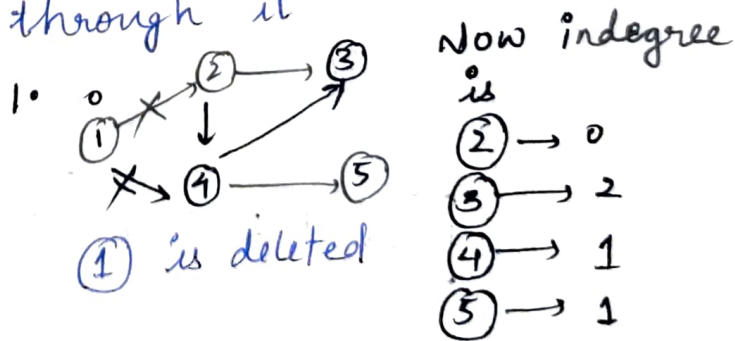 through it
1. 0
1 2 3
4 5
1 is deleted
Now indegree
is
2 → 0
3 → 2
4 → 1
5 → 1